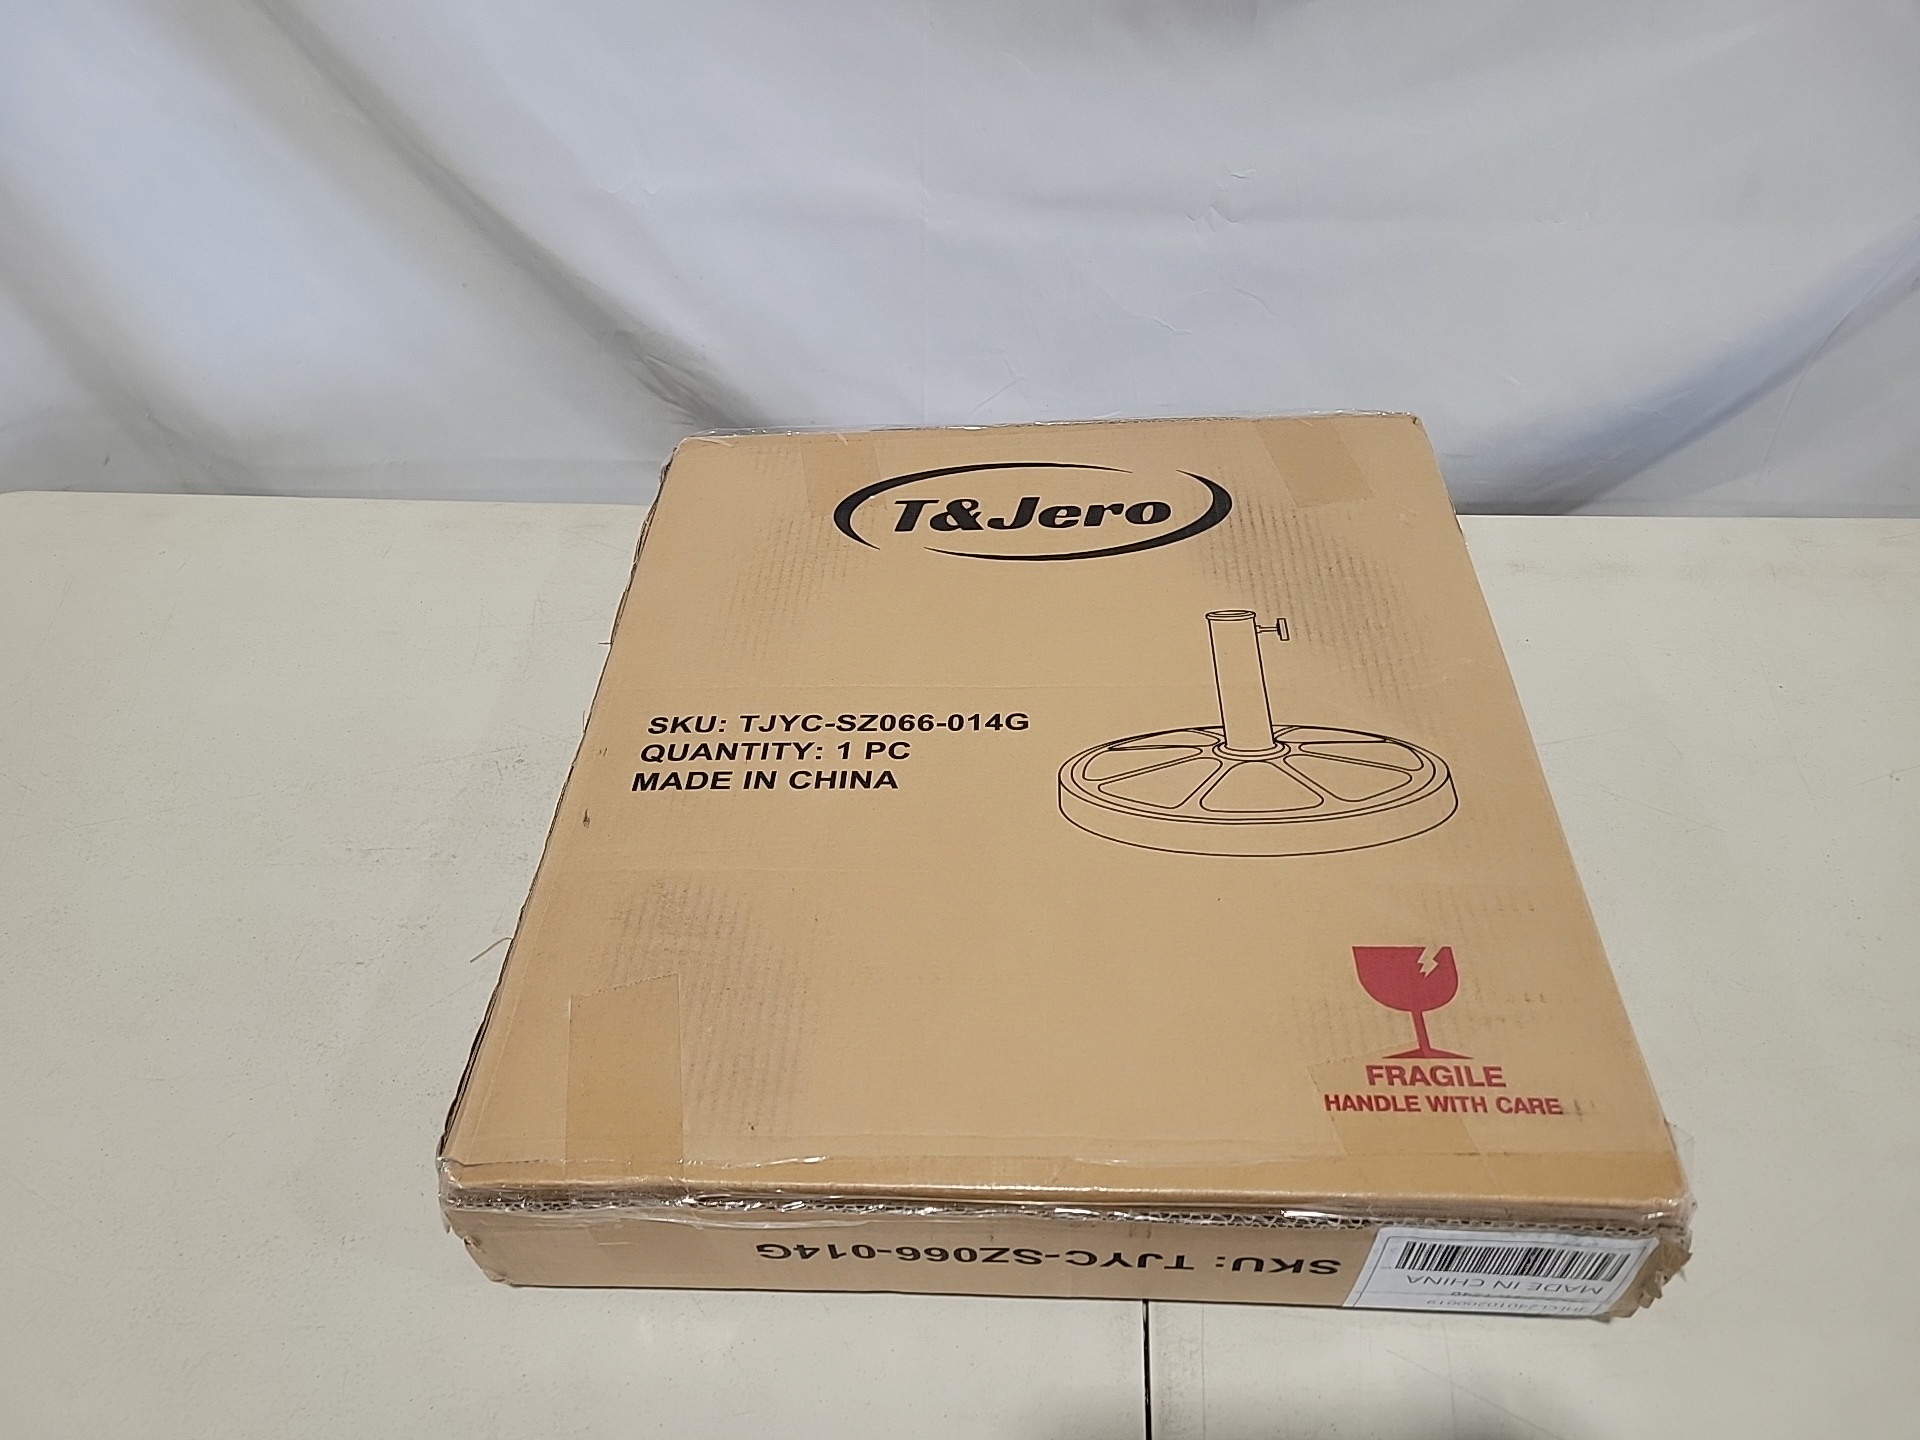 T&Jero
SKU: TJYC-SZ066-014G
QUANTITY: 1 PC
MADE IN CHINA
FRAGILE
HANDLE WITH CARE
SKU: TJYC-SZ066-014G
MADE IN CHINA